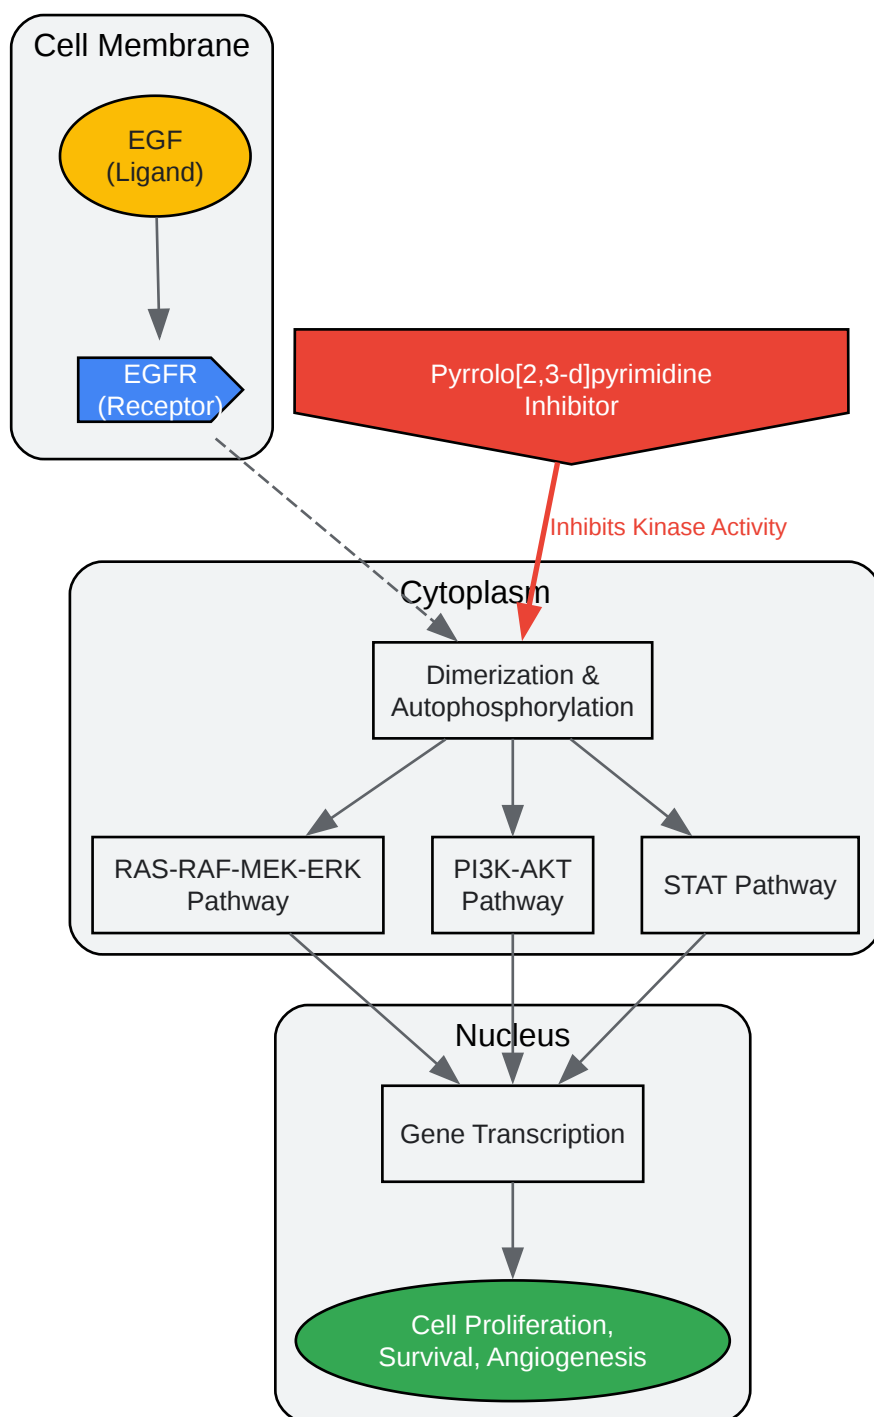 Cell Membrane
EGF
(Ligand)
EGFR
(Receptor)
Pyrrolo[2,3-d]pyrimidine
Inhibitor
Inhibits Kinase Activity
Cytoplasm
Dimerization &
Autophosphorylation
RAS-RAF-MEK-ERK
Pathway
PI3K-AKT
Pathway
STAT Pathway
Nucleus
Gene Transcription
Cell Proliferation,
Survival, Angiogenesis